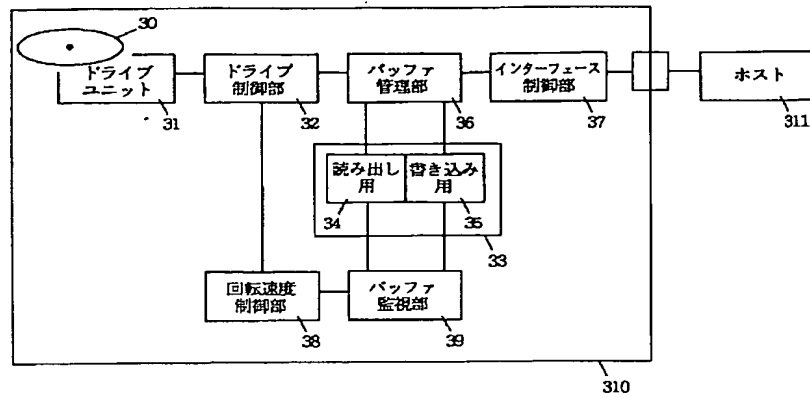 30
ドライブ
ユニット
31
ドライブ
制御部
32
バッファ
管理部
36
インターフェース
制御部
37
ホスト
311
読み出し
用
34
書き込み
用
35
33
回転速度
制御部
38
バッファ
監視部
39
310